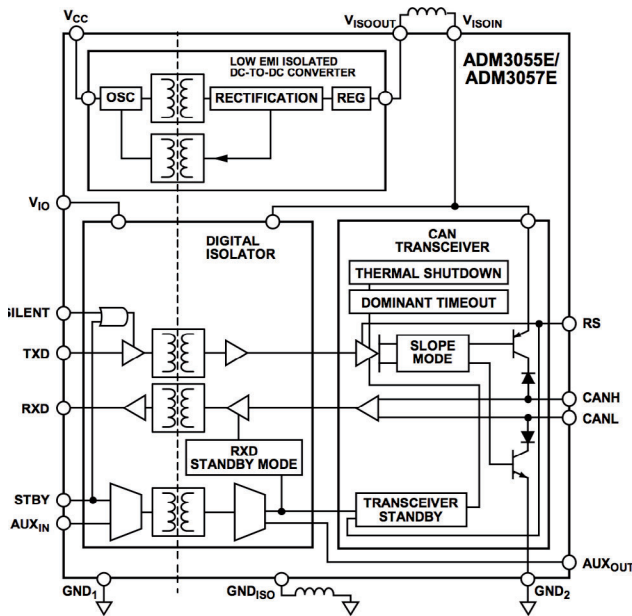 VCC
VISOOUT
VISOIN
ADM3055E/
ADM3057E
LOW EMI ISOLATED
DC-TO-DC CONVERTER
OSC
RECTIFICATION
REG
VIO
DIGITAL
ISOLATOR
CAN
TRANSCEIVER
THERMAL SHUTDOWN
DOMINANT TIMEOUT
SILENT
RS
TXD
SLOPE
MODE
RXD
CANH
CANL
RXD
STANDBY MODE
STBY
AUXIN
TRANSCEIVER
STANDBY
AUXOUT
GND1
GNDISO
GND2